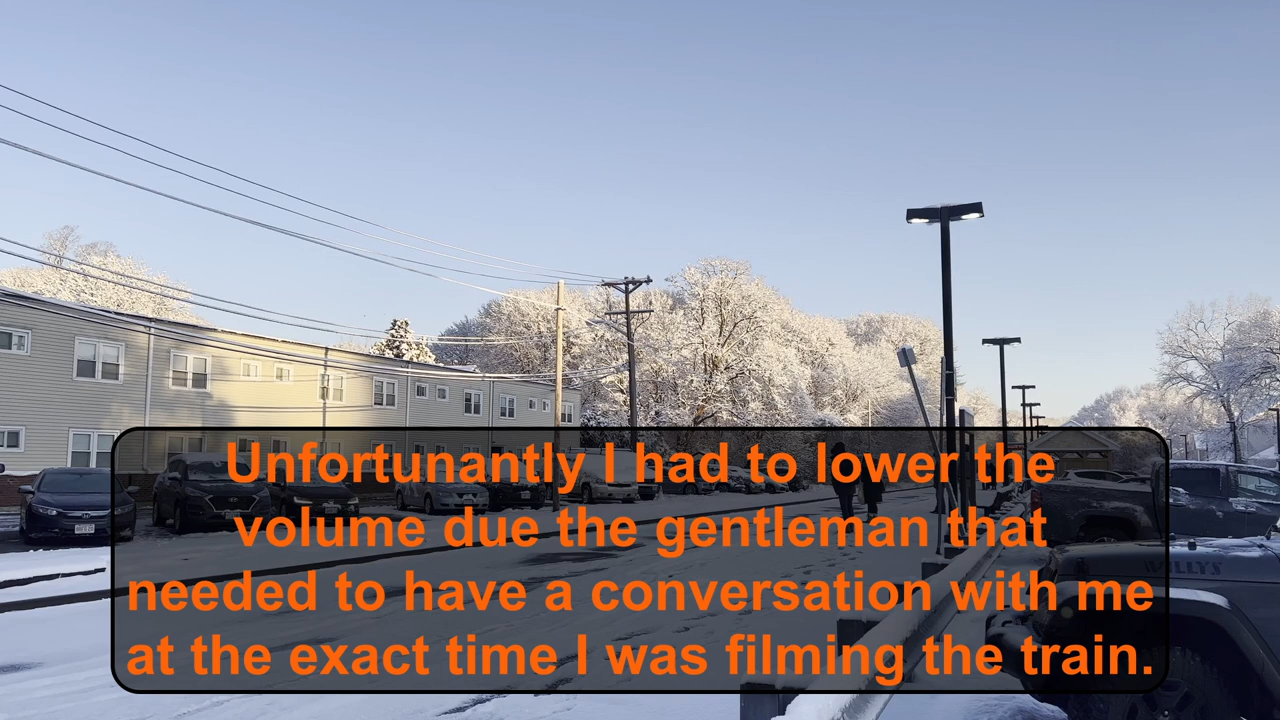 Unfortunantly I had to lower the
volume due the gentleman that
needed to have a conversation with me
at the exact time I was filming the train.
WILLYS